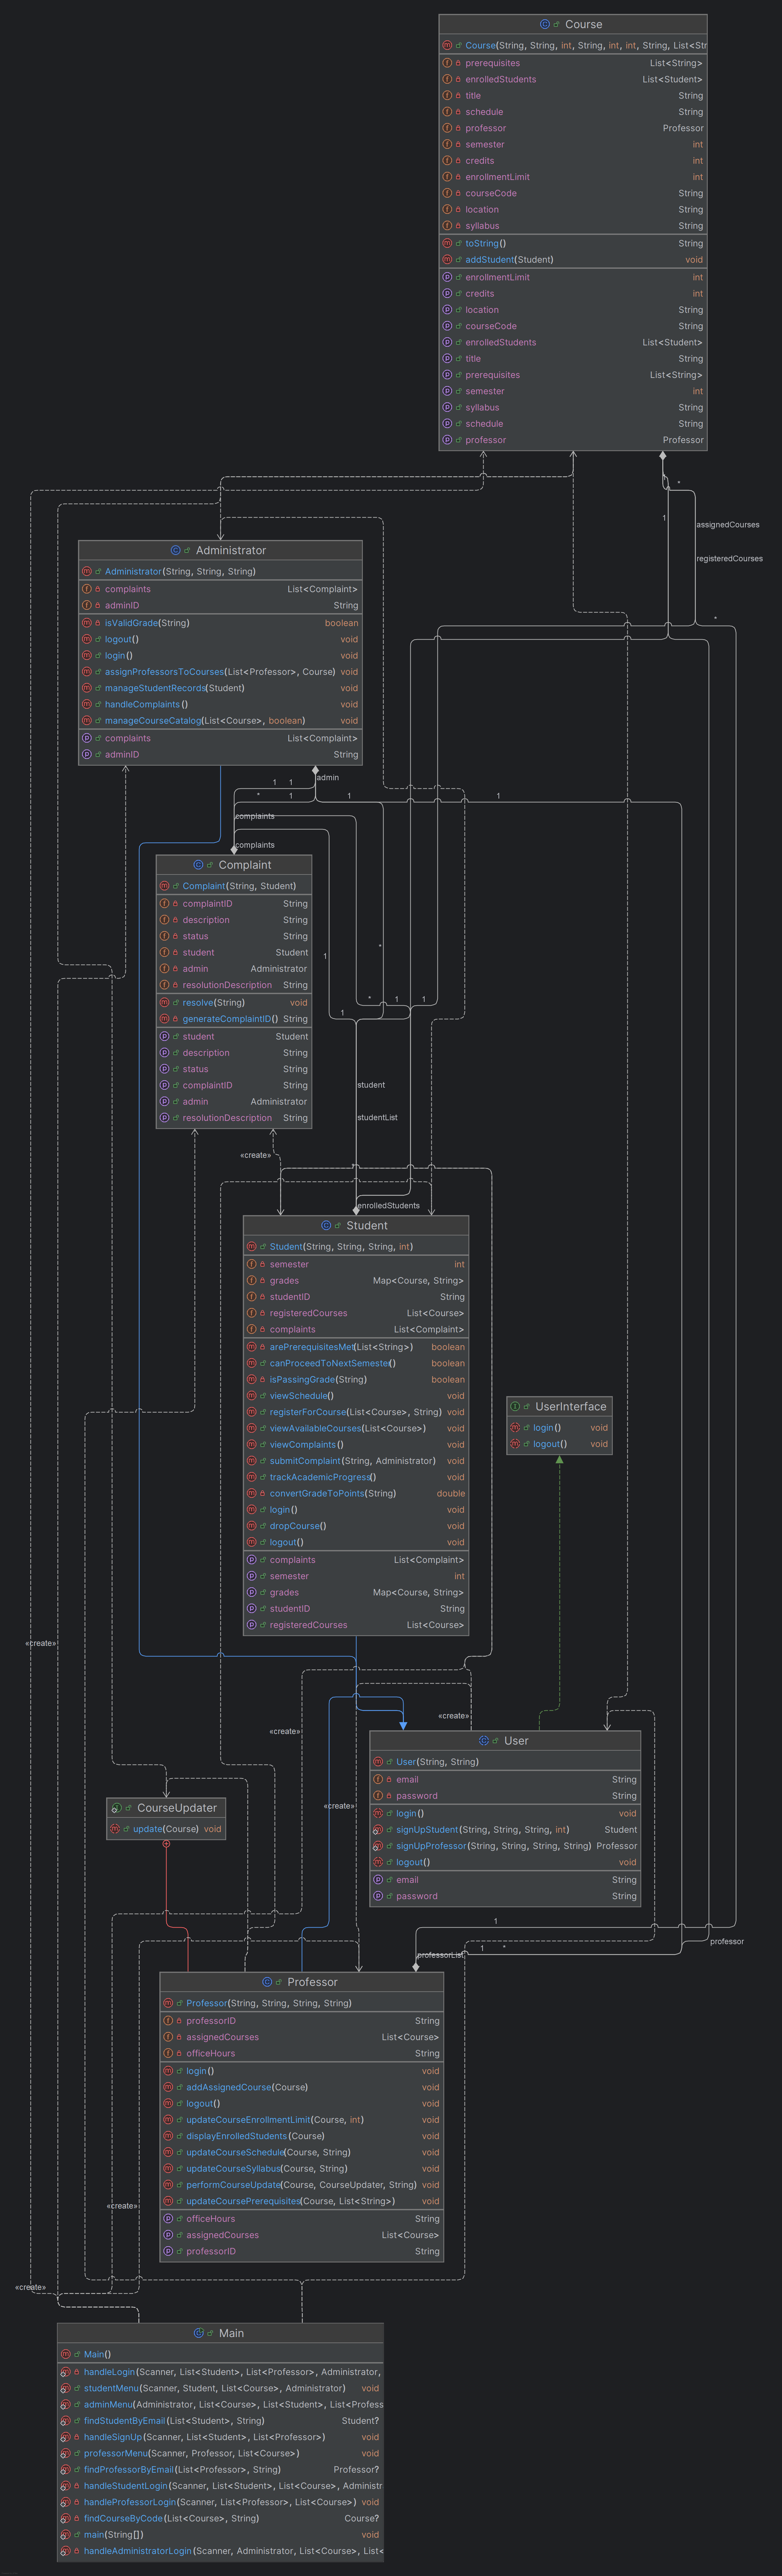 Course
Course(String, String, int, String, int, int, String, List<Str
prerequisites List<String>
enrolledStudents List<Student>
title String
schedule String
professor Professor
semester int
credits int
enrollmentLimit int
courseCode String
location String
syllabus String
toString() String
addStudent(Student) void
enrollmentLimit int
credits int
location String
courseCode String
enrolledStudents List<Student>
title String
prerequisites List<String>
semester int
syllabus String
schedule String
professor Professor
*
1
assignedCourses
registeredCourses
*
Administrator
Administrator(String, String, String)
complaints List<Complaint>
adminID String
isValidGrade(String) boolean
logout() void
login() void
assignProfessorsToCourses(List<Professor>, Course) void
manageStudentRecords(Student) void
handleComplaints() void
manageCourseCatalog(List<Course>, boolean) void
complaints List<Complaint>
adminID String
admin
1 1
* 1 1 1
complaints
complaints
Complaint
Complaint(String, Student)
complaintID String
description String
status String
student Student
admin Administrator
resolutionDescription String
resolve(String) void
generateComplaintID() String
student Student
description String
status String
complaintID String
admin Administrator
resolutionDescription String
*
1
* 1 1
1
student
studentList
«create»
*
enrolledStudents
Student
Student(String, String, String, int)
semester int
grades Map<Course, String>
studentID String
registeredCourses List<Course>
complaints List<Complaint>
arePrerequisitesMet(List<String>) boolean
canProceedToNextSemester() boolean
isPassingGrade(String) boolean
viewSchedule() void
registerForCourse(List<Course>, String) void
viewAvailableCourses(List<Course>) void
viewComplaints() void
submitComplaint(String, Administrator) void
trackAcademicProgress() void
convertGradeToPoints(String) double
login() void
dropCourse() void
logout() void
complaints List<Complaint>
semester int
grades Map<Course, String>
studentID String
registeredCourses List<Course>
UserInterface
login() void
logout() void
«create»
«create»
«create»
«create»
User
User(String, String)
email String
password String
login() void
signUpStudent(String, String, String, int) Student
signUpProfessor(String, String, String, String) Professor
logout() void
email String
password String
CourseUpdater
update(Course) void
1
professor
professorList 1 *
Professor
Professor(String, String, String, String)
professorID String
assignedCourses List<Course>
officeHours String
login() void
addAssignedCourse(Course) void
logout() void
updateCourseEnrollmentLimit(Course, int) void
displayEnrolledStudents(Course) void
updateCourseSchedule(Course, String) void
updateCourseSyllabus(Course, String) void
performCourseUpdate(Course, CourseUpdater, String) void
updateCoursePrerequisites(Course, List<String>) void
officeHours String
assignedCourses List<Course>
professorID String
«create»
«create»
Main
Main()
handleLogin(Scanner, List<Student>, List<Professor>, Administrator,
studentMenu(Scanner, Student, List<Course>, Administrator) void
adminMenu(Administrator, List<Course>, List<Student>, List<Profess
findStudentByEmail(List<Student>, String) Student?
handleSignUp(Scanner, List<Student>, List<Professor>) void
professorMenu(Scanner, Professor, List<Course>) void
findProfessorByEmail(List<Professor>, String) Professor?
handleStudentLogin(Scanner, List<Student>, List<Course>, Administr
handleProfessorLogin(Scanner, List<Professor>, List<Course>) void
findCourseByCode(List<Course>, String) Course?
main(String[]) void
handleAdministratorLogin(Scanner, Administrator, List<Course>, List<